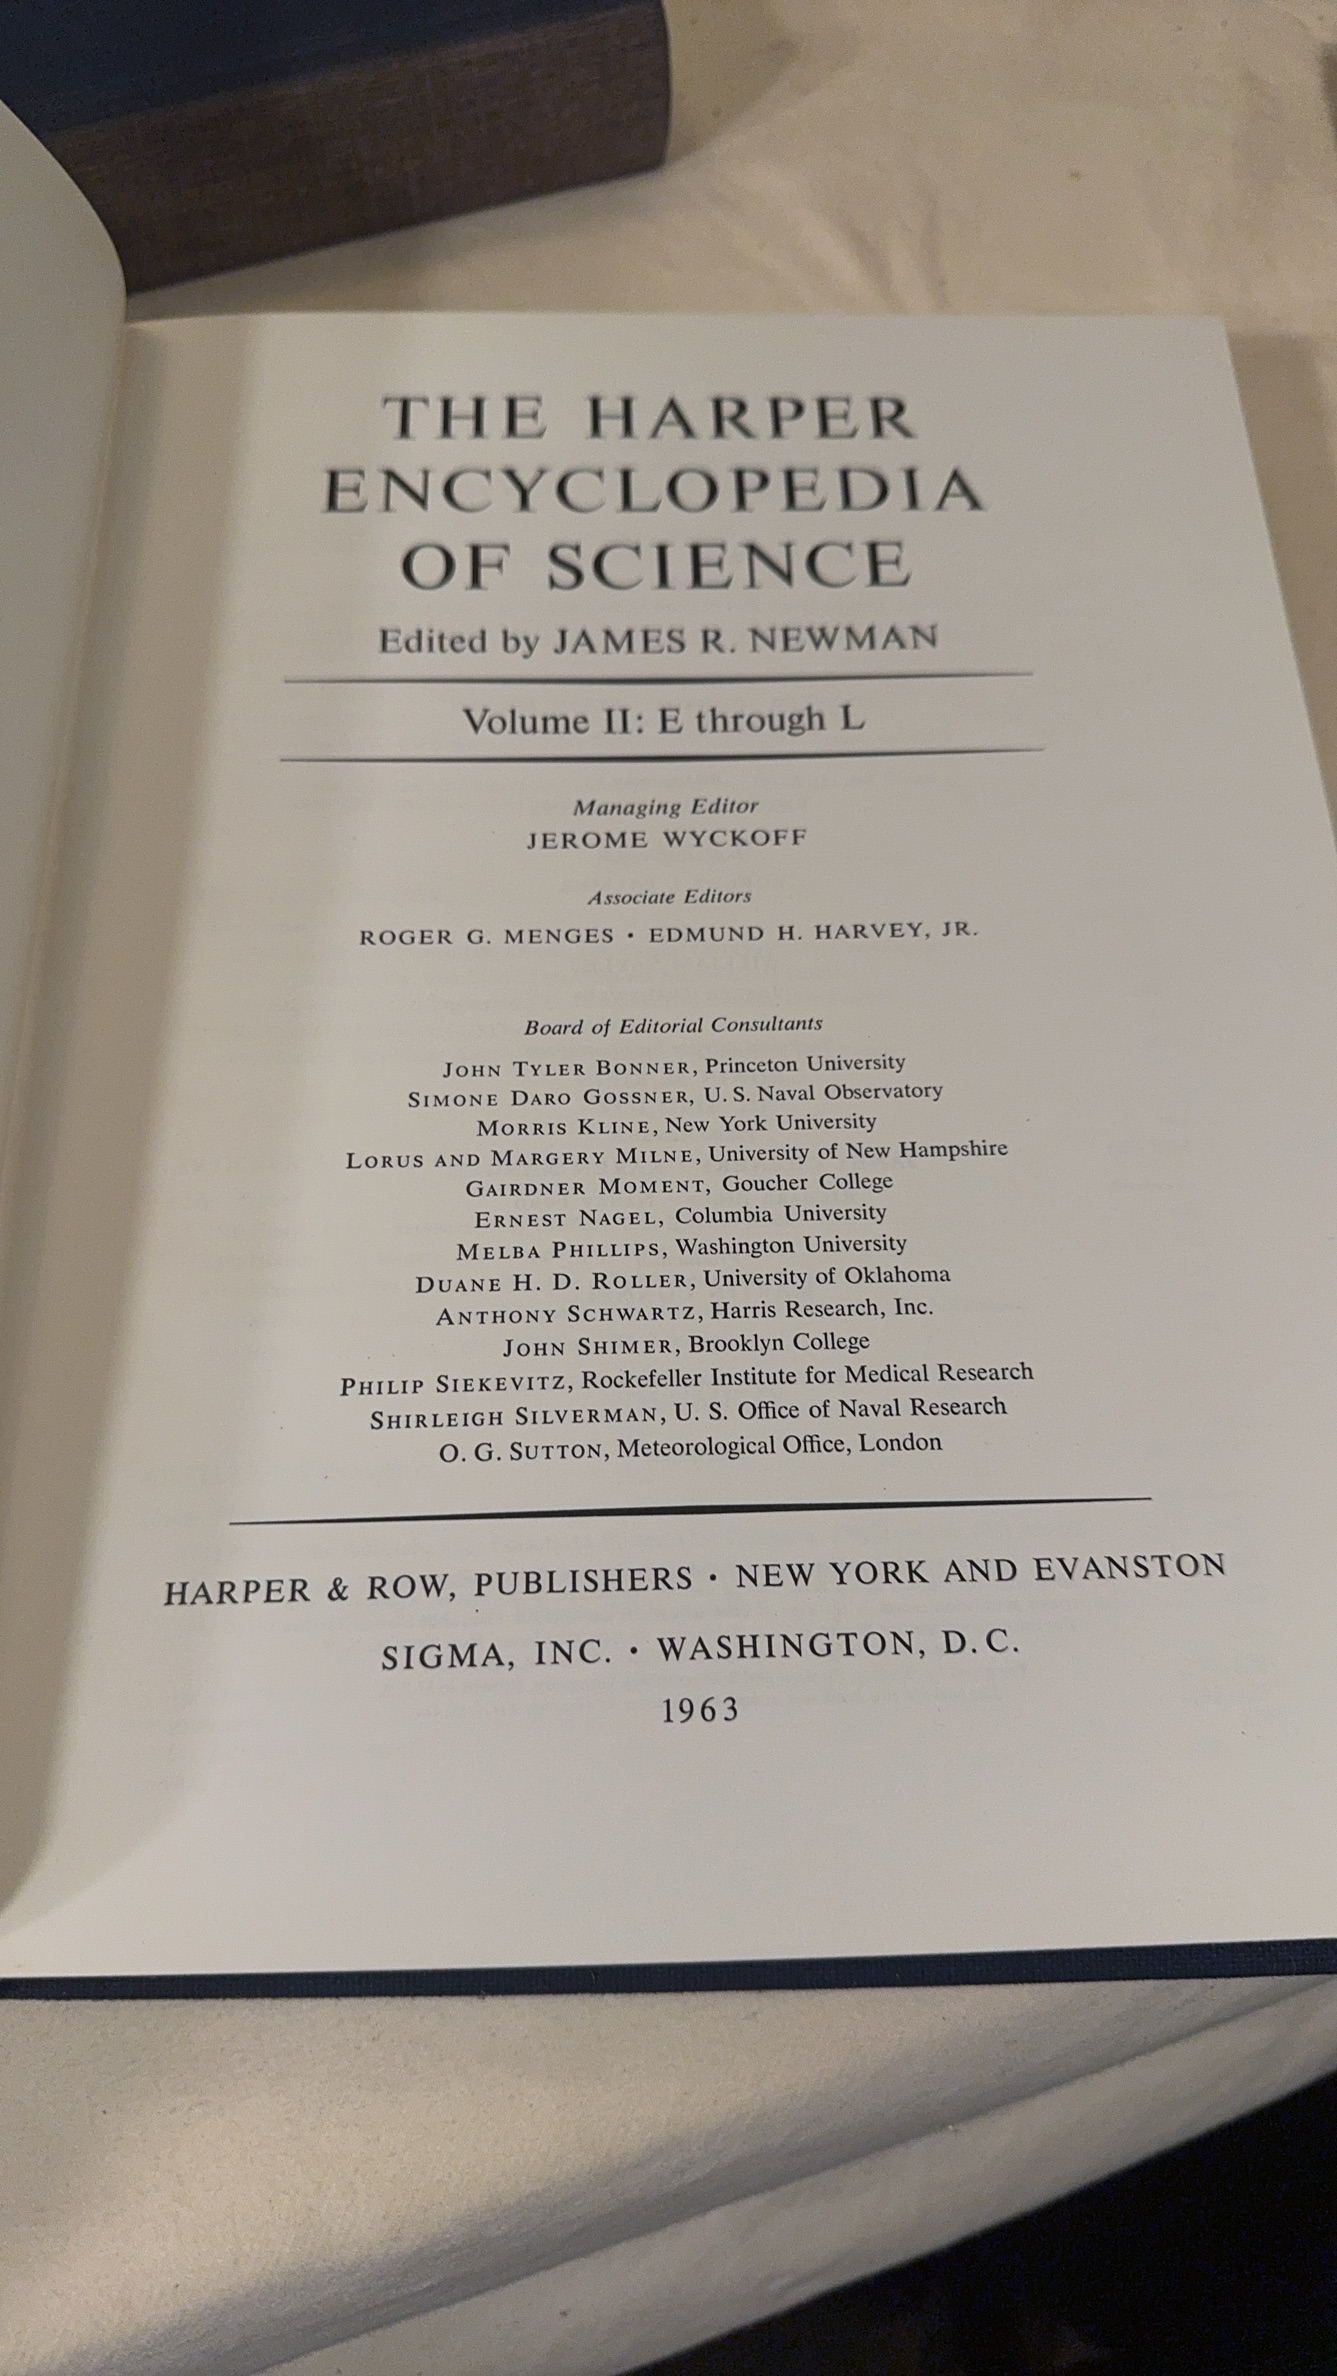 THE HARPER
ENCYCLOPEDIA
OF SCIENCE
Edited by JAMES R. NEWMAN
Volume II: E through L
Managing Editor
JEROME WYCKOFF
Associate Editors
ROGER G. MENGES • EDMUND H. HARVEY, JR.
Board of Editorial Consultants
JOHN TYLER BONNER, Princeton University
SIMONE DARO GOSSNER, U. S. Naval Observatory
MORRIS KLINE, New York University
LORUS AND MARGERY MILNE, University of New Hampshire
GAIRDNER MOMENT, Goucher College
ERNEST NAGEL, Columbia University
MELBA PHILLIPS, Washington University
DUANE H. D. ROLLER, University of Oklahoma
ANTHONY SCHWARTZ, Harris Research, Inc.
JOHN SHIMER, Brooklyn College
PHILIP SIEKEVITZ, Rockefeller Institute for Medical Research
SHIRLEIGH SILVERMAN, U. S. Office of Naval Research
O. G. SUTTON, Meteorological Office, London
HARPER & ROW, PUBLISHERS • NEW YORK AND EVANSTON
SIGMA, INC. • WASHINGTON, D. C.
1963